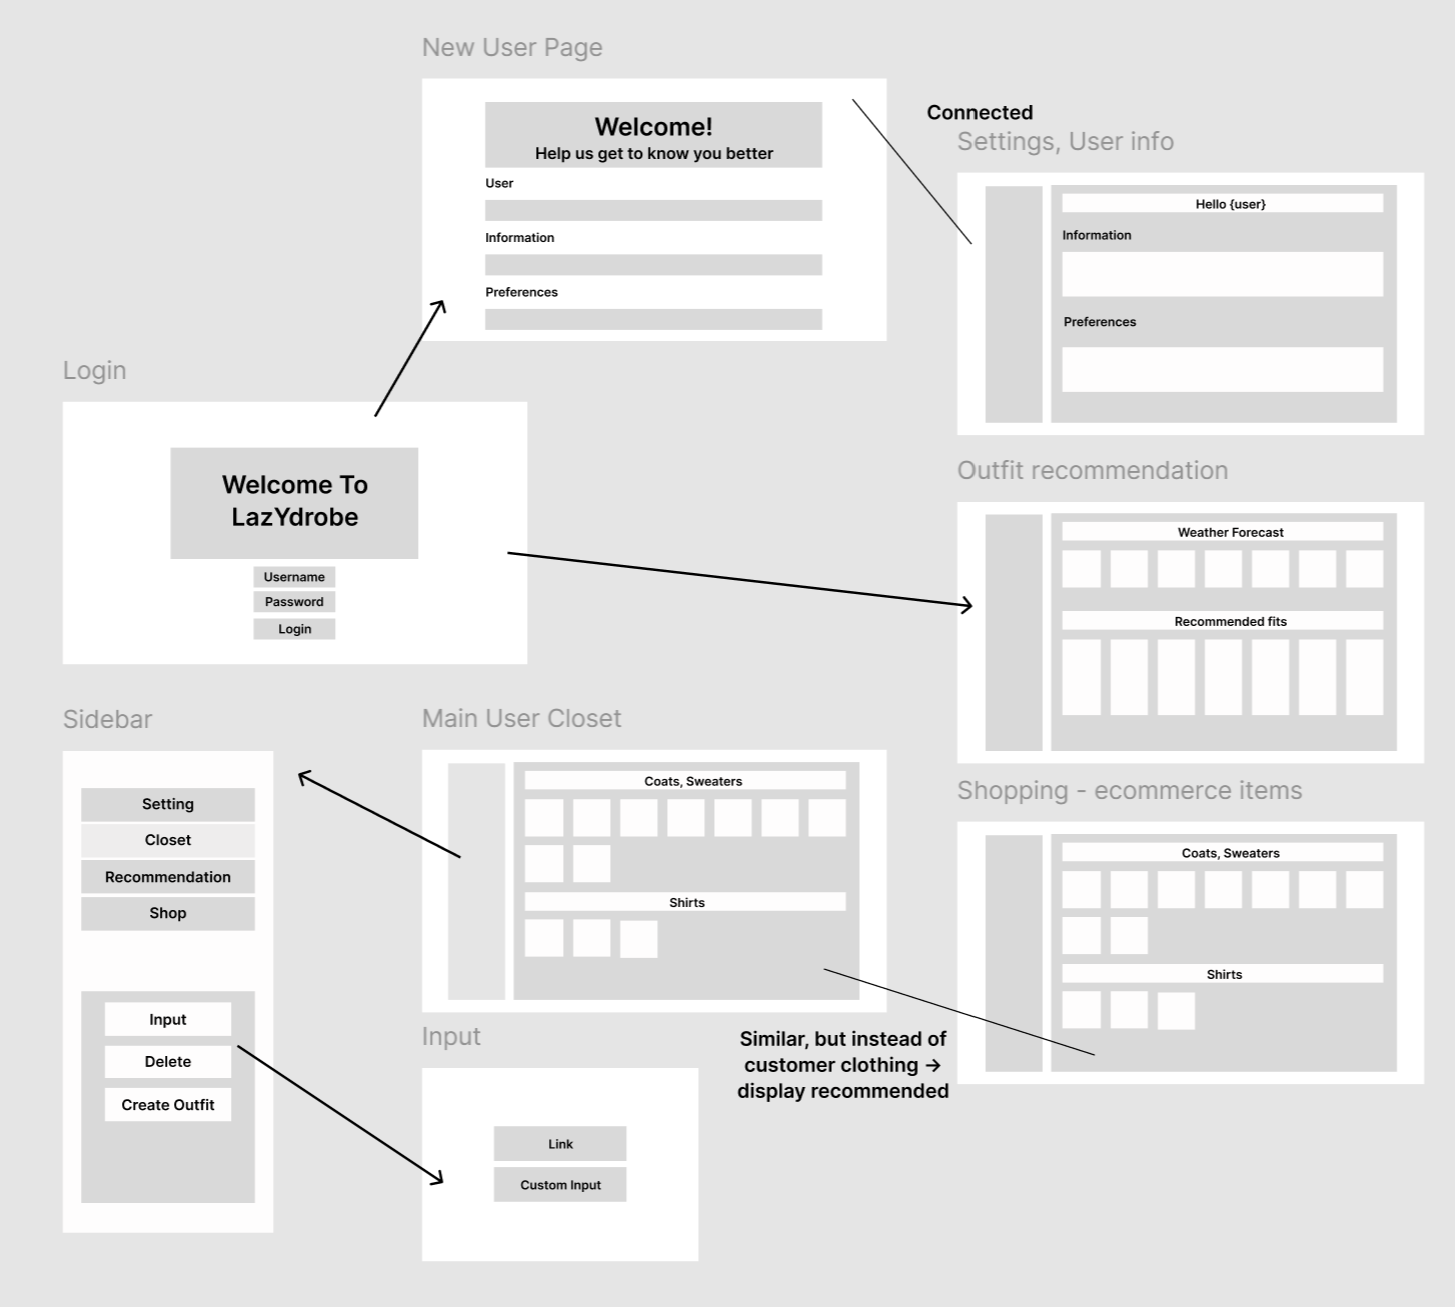 New User Page
Welcome!
Help us get to know you better
User
Information
Preferences
Connected
Settings, User info
Hello {user}
Information
Preferences
Login
Welcome To
LazYdrobe
Username
Password
Login
Outfit recommendation
Weather Forecast
Recommended fits
Sidebar
Setting
Closet
Recommendation
Shop
Input
Delete
Create Outfit
Main User Closet
Coats, Sweaters
Shirts
Shopping - ecommerce items
Coats, Sweaters
Shirts
Similar, but instead of
customer clothing →
display recommended
Input
Link
Custom Input